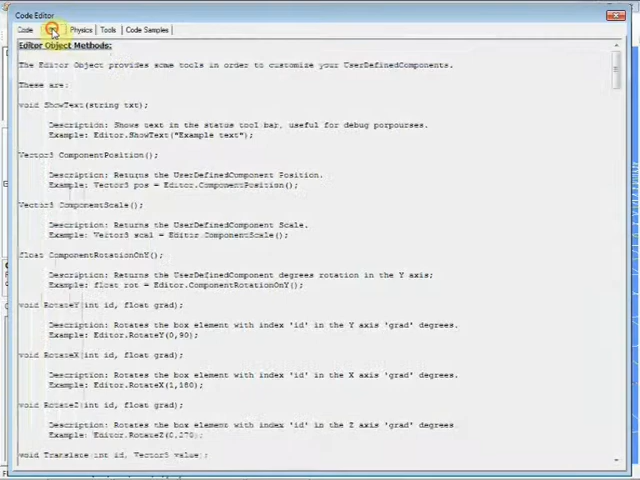 Code Editor
Code
Physics
Tools
Code Samples
Editor Object Methods:
The Editor Object provides some tools in order to customize your UserDefinedComponents.
These are:
void ShowText(string txt);
Description: Shows text in the status tool bar, useful for debug porpourses.
Example: Editor.ShowText("Example text");
Vector3 ComponentPosition();
Description: Returns the UserDefinedComponent Position.
Example: Vector3 pos = Editor.ComponentPosition();
Vector3 ComponentScale();
Description: Returns the UserDefinedComponent Scale.
Example: Vector3 scal = Editor.ComponentScale();
float ComponentRotationOnY();
Description: Returns the UserDefinedComponent degrees rotation in the Y axis;
Example: float rot = Editor.ComponentRotationOnY();
void RotateY(int id, float grad);
Description: Rotates the box element with index 'id' in the Y axis 'grad' degrees.
Example: Editor.RotateY(0,90);
void RotateX(int id, float grad);
Description: Rotates the box element with index 'id' in the X axis 'grad' degrees.
Example: Editor.RotateX(1,180);
void RotateZ(int id, float grad);
Description: Rotates the box element with index 'id' in the Z axis 'grad' degrees.
Example: Editor.RotateZ(0,270);
void Translate(int id, Vector3 value);